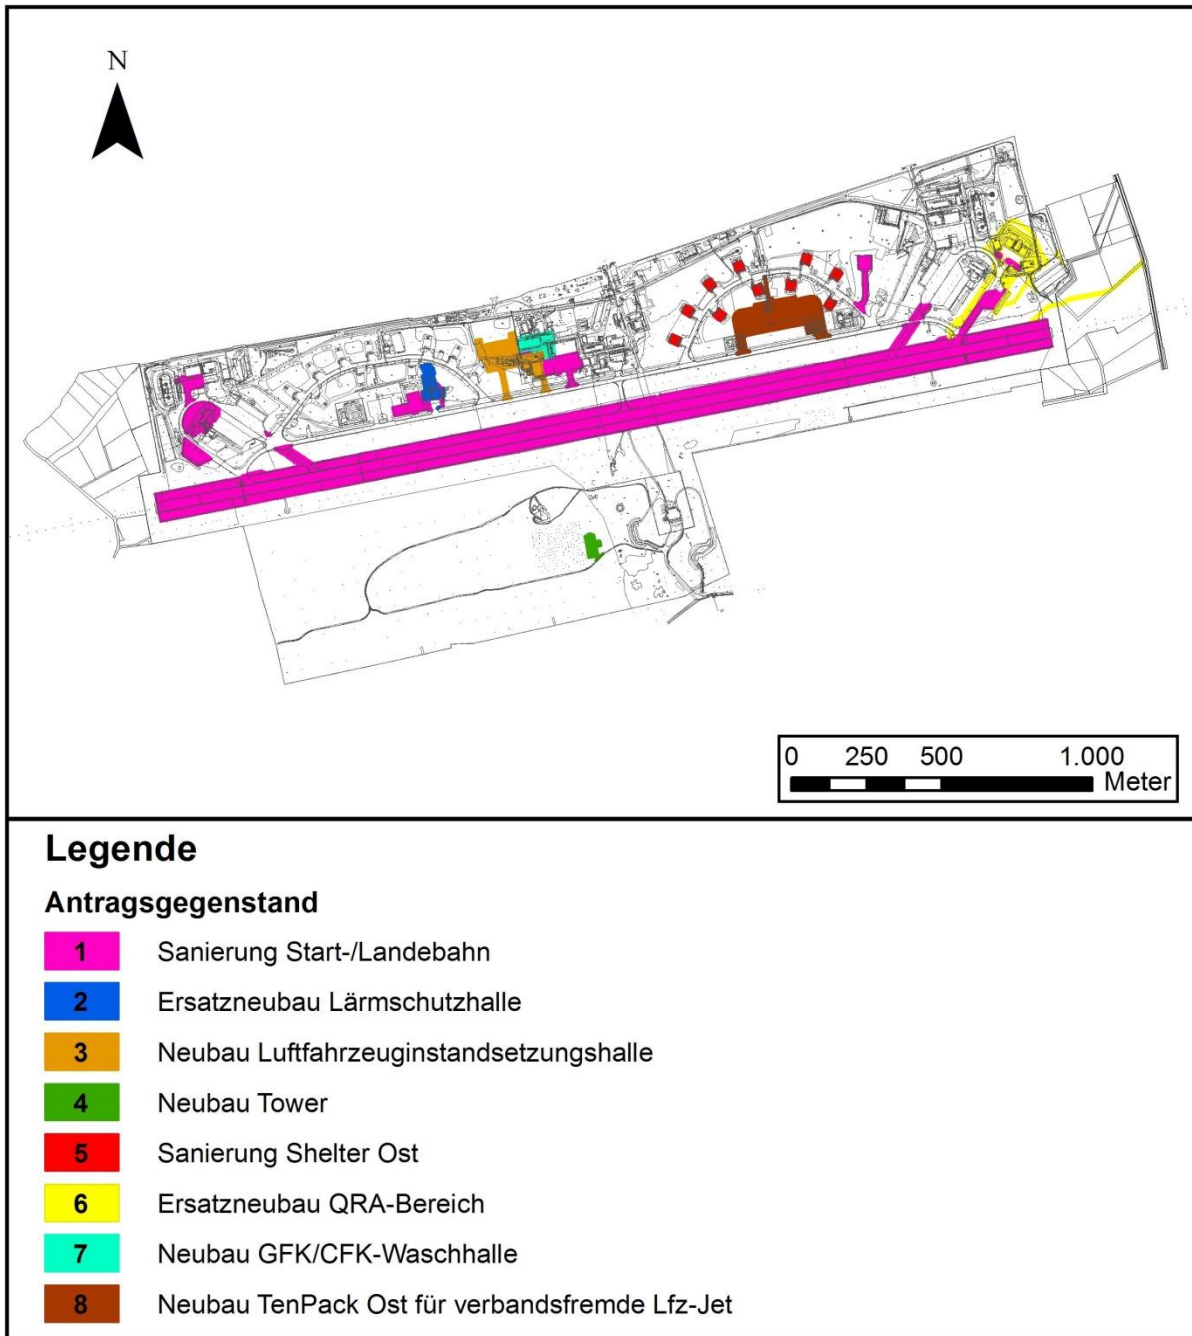 N
0 250 500 1.000
Meter
Legende
Antragsgegenstand
1 Sanierung Start-/Landebahn
2 Ersatzneubau Lärmschutzhalle
3 Neubau Luftfahrzeuginstandsetzungshalle
4 Neubau Tower
5 Sanierung Shelter Ost
6 Ersatzneubau QRA-Bereich
7 Neubau GFK/CFK-Waschhalle
8 Neubau TenPack Ost für verbandsfremde Lfz-Jet